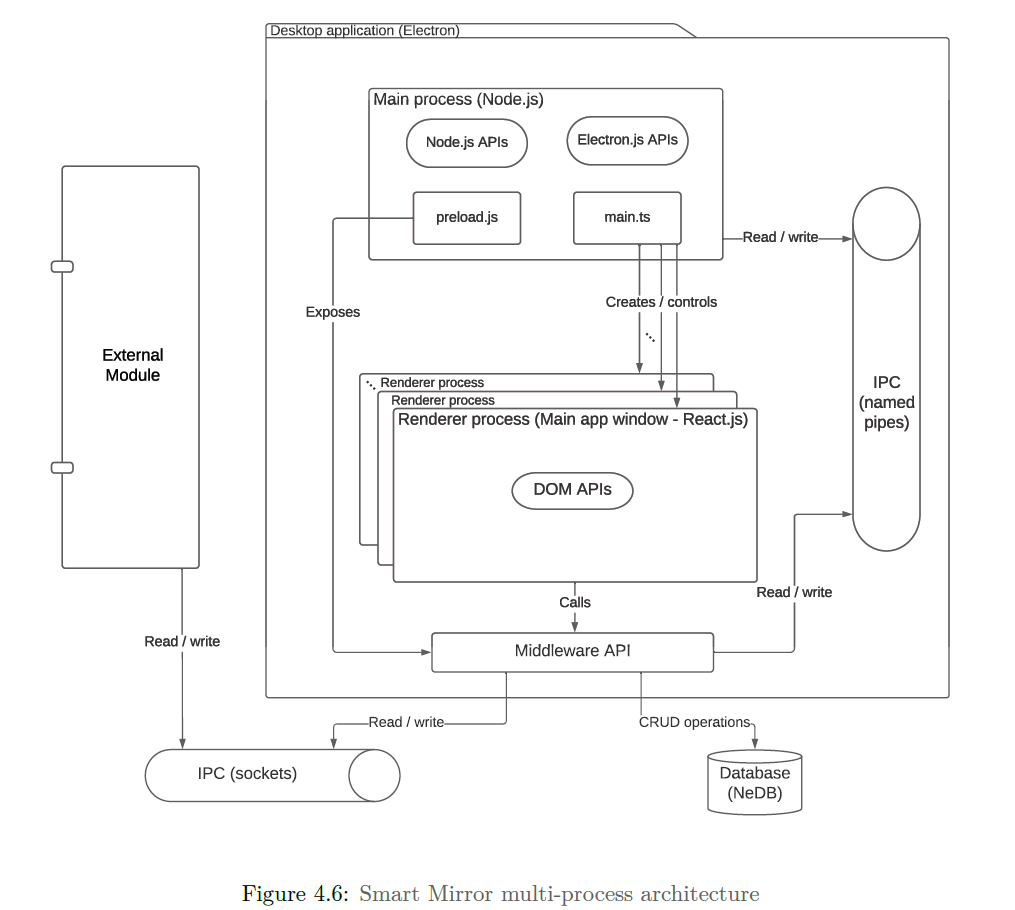 Desktop application (Electron)
Main process (Node.js)
Node.js APIs
Electron.js APIs
preload.js
main.ts
Read / write
Exposes
Creates / controls
External
Module
IPC
(named
pipes)
Renderer process
Renderer process
Renderer process (Main app window - React.js)
DOM APIs
Calls
Read / write
Read / write
Middleware API
Read / write
CRUD operations
IPC (sockets)
Database
(NeDB)
Figure 4.6: Smart Mirror multi-process architecture